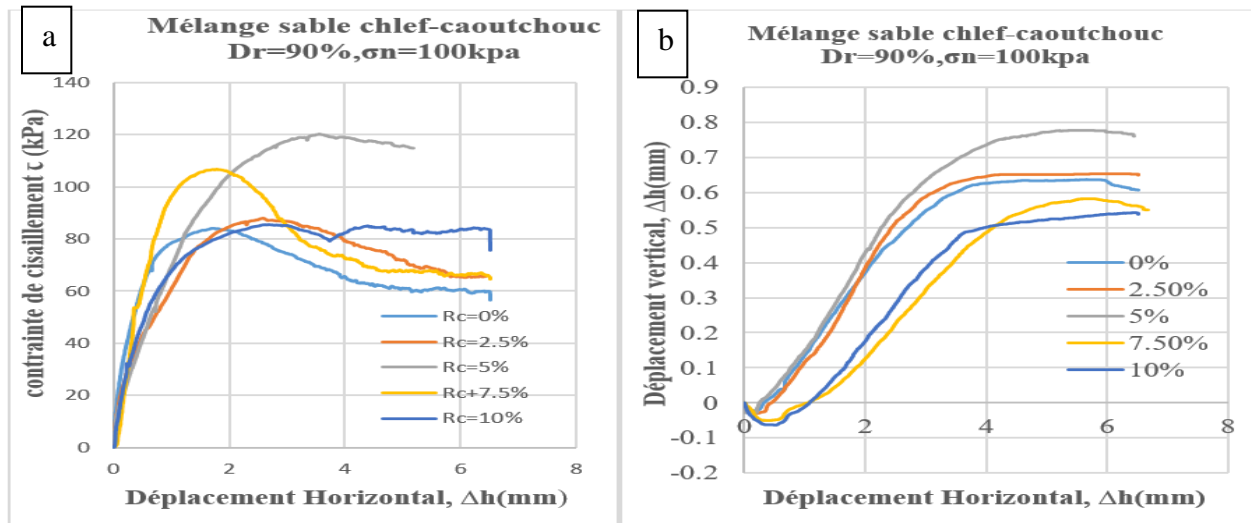 a
Mélange sable chlef-caoutchouc
Dr=90%,σn=100kpa
contrainte de cisaillement τ (kPa)
140
120
100
80
60
40
20
0
0 2 4 6 8
Rc=0%
Rc=2.5%
Rc=5%
Rc+7.5%
Rc=10%
Déplacement Horizontal, Δh(mm)
b
Mélange sable chlef-caoutchouc
Dr=90%,σn=100kpa
Déplacement vertical, Δh(mm)
0.9
0.8
0.7
0.6
0.5
0.4
0.3
0.2
0.1
0
-0.1
-0.2
0 2 4 6 8
0%
2.50%
5%
7.50%
10%
Déplacement Horizontal, Δh(mm)